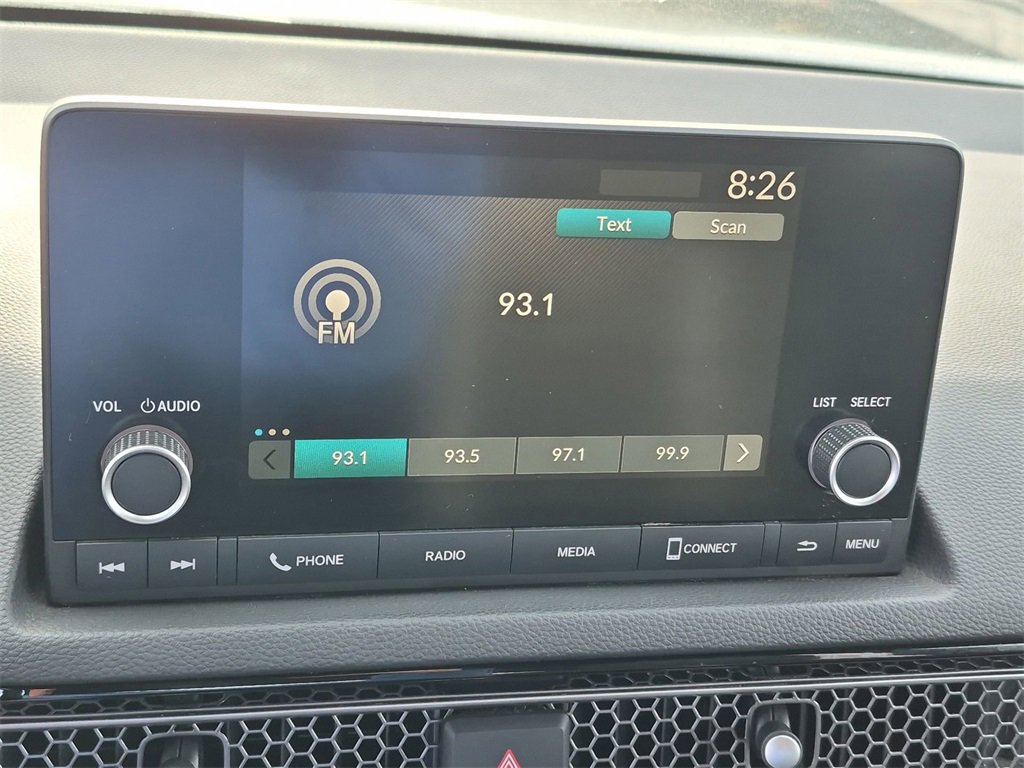 8:26
Text Scan
FM
93.1
VOL AUDIO
LIST SELECT
93.1 93.5 97.1 99.9
PHONE RADIO MEDIA CONNECT MENU